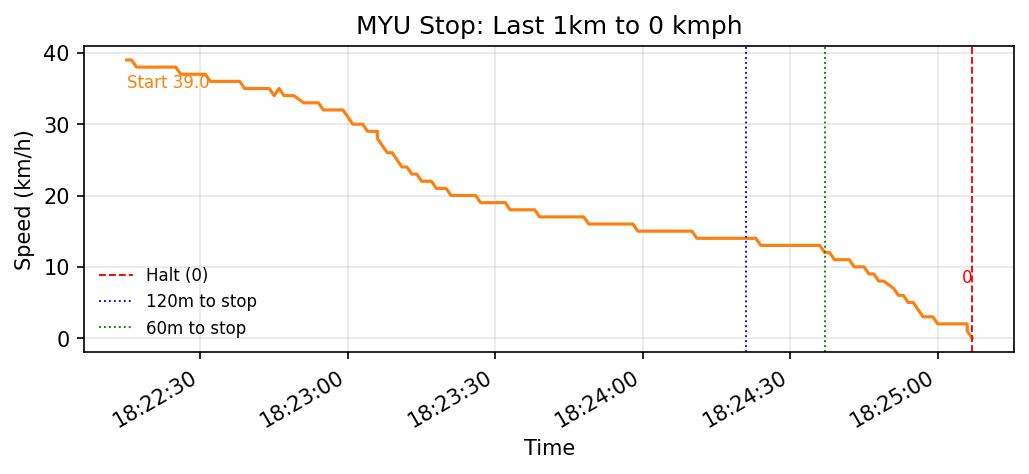 MYU Stop: Last 1km to 0 kmph
Speed (km/h)
40
30
20
10
0
Start 39.0
0
Halt (0)
120m to stop
60m to stop
18:22:30
18:23:00
18:23:30
18:24:00
18:24:30
18:25:00
Time